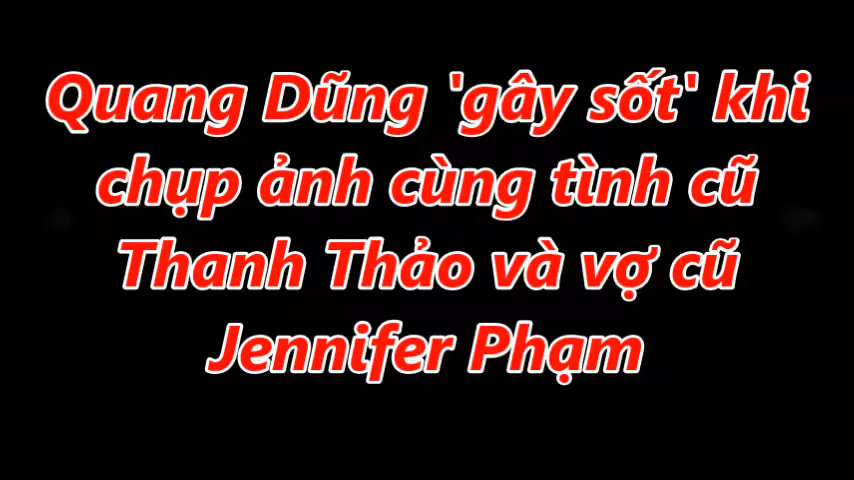 Quang Dũng 'gây sốt' khi
chụp ảnh cùng tình cũ
Thanh Thảo và vợ cũ
Jennifer Phạm